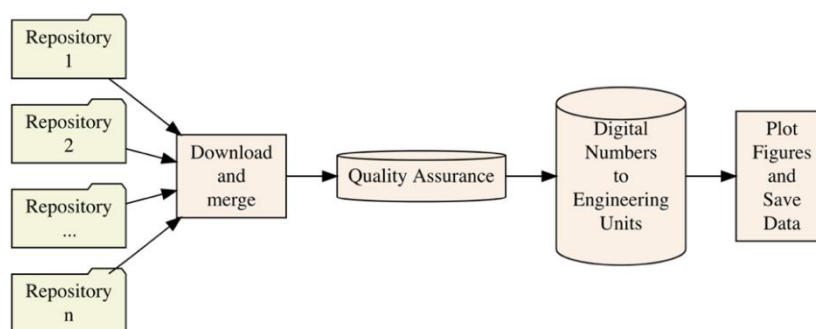 Repository
1
Repository
2
Repository
...
Repository
n
Download
and
merge
Quality Assurance
Digital
Numbers
to
Engineering
Units
Plot
Figures
and
Save
Data